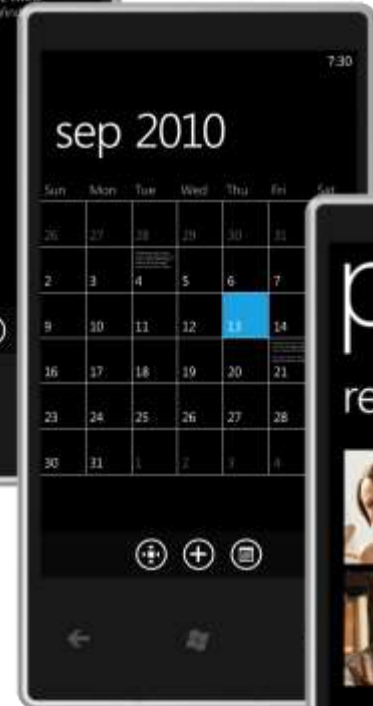 7:30
sep 2010
Sun Mon Tue Wed Thu Fri Sat
26 27 28 29 30 31
2 3 4 5 6 7
9 10 11 12 13 14
16 17 18 19 20 21
23 24 25 26 27 28
30 31 1 2 3 4
p
re